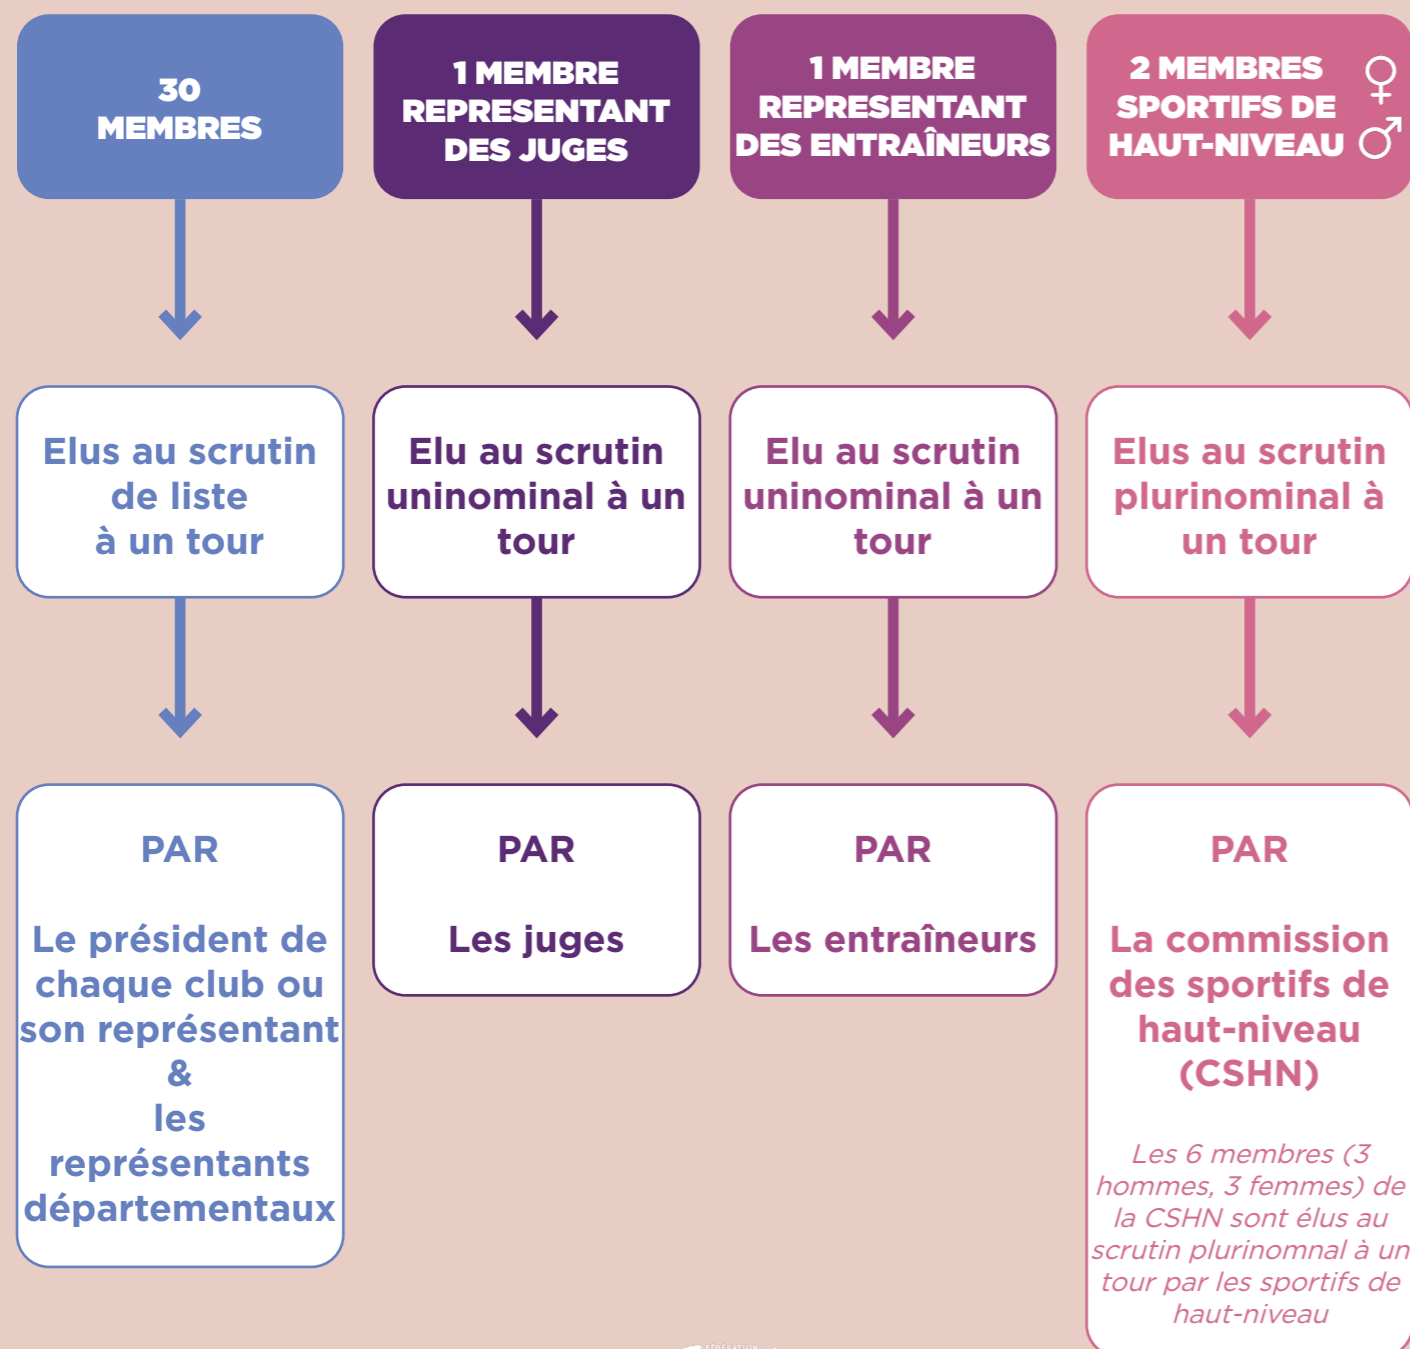 30
MEMBRES
1 MEMBRE
REPRESENTANT
DES JUGES
1 MEMBRE
REPRESENTANT
DES ENTRAÎNEURS
2 MEMBRES
SPORTIFS DE
HAUT-NIVEAU
Elus au scrutin
de liste
à un tour
Elu au scrutin
uninominal à un
tour
Elu au scrutin
uninominal à un
tour
Elus au scrutin
plurinominal à
un tour
PAR
Le président de
chaque club ou
son représentant
&
les
représentants
départementaux
PAR
Les juges
PAR
Les entraîneurs
PAR
La commission
des sportifs de
haut-niveau
(CSHN)
Les 6 membres (3
hommes, 3 femmes) de
la CSHN sont élus au
scrutin plurinomnal à un
tour par les sportifs de
haut-niveau
FÉDÉRATION